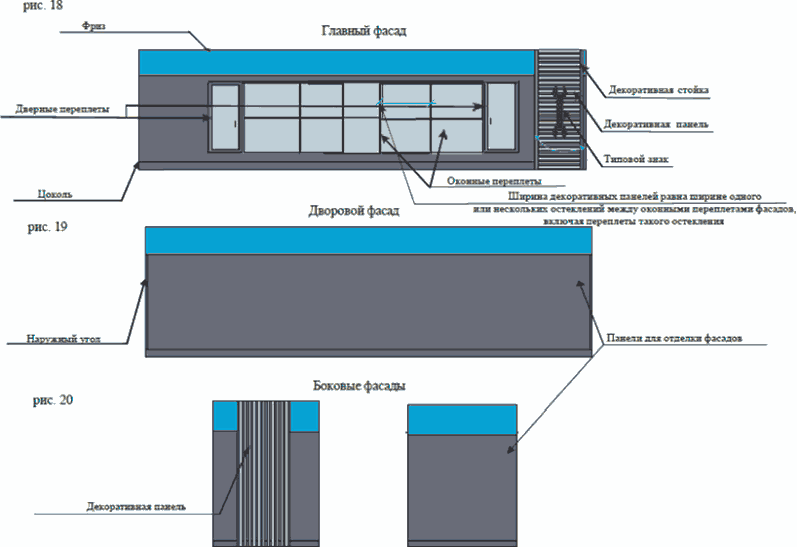 рис. 18
Главный фасад
Фриз
Декоративная стойка
Дверные переплеты
Декоративная панель
Типовой знак
Оконные переплеты
Цоколь
Ширина декоративных панелей равна ширине одного
или нескольких остеклений между оконными переплетами фасадов,
включая переплеты такого остекления
Дворовой фасад
рис. 19
Наружный угол
Панели для отделки фасадов
Боковые фасады
рис. 20
Декоративная панель